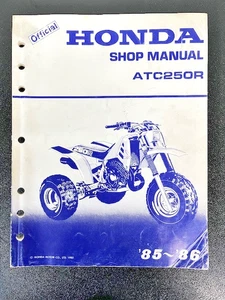 Official
HONDA
SHOP MANUAL
ATC250R
'85~'86